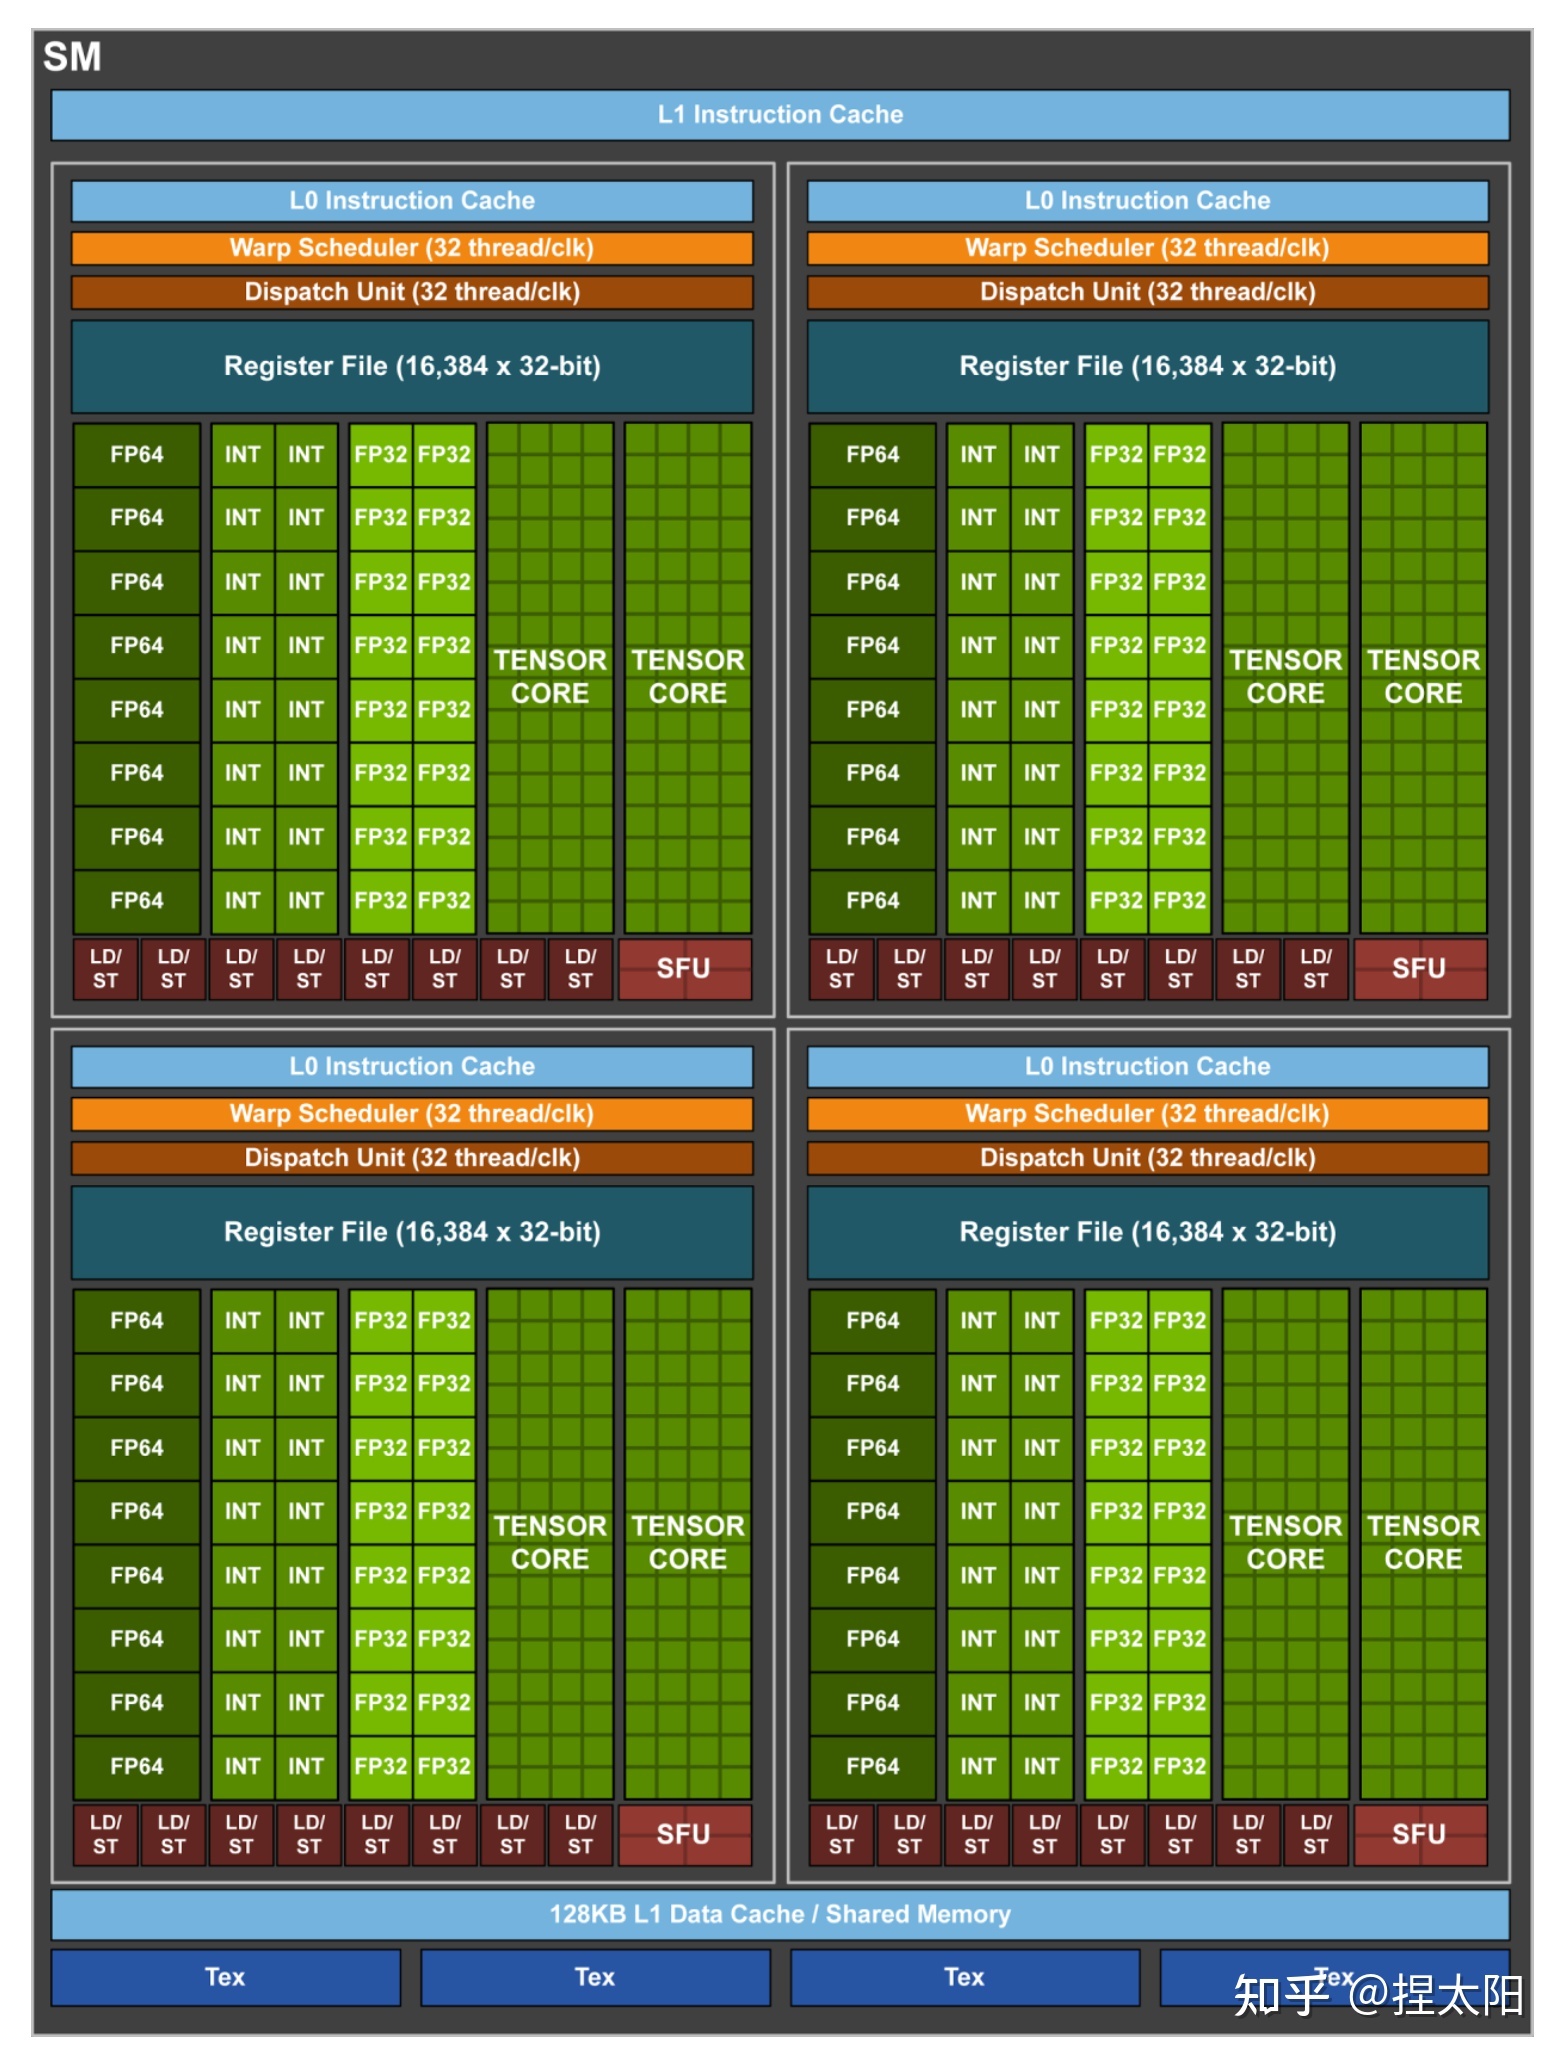 SM
L1 Instruction Cache
L0 Instruction Cache
Warp Scheduler (32 thread/clk)
Dispatch Unit (32 thread/clk)
Register File (16,384 x 32-bit)
FP64 INT INT FP32 FP32
FP64 INT INT FP32 FP32
FP64 INT INT FP32 FP32
FP64 INT INT FP32 FP32
FP64 INT INT FP32 FP32
FP64 INT INT FP32 FP32
FP64 INT INT FP32 FP32
FP64 INT INT FP32 FP32
TENSOR TENSOR
CORE CORE
LD/ LD/ LD/ LD/ LD/ LD/ LD/ LD/
ST ST ST ST ST ST ST ST
SFU
L0 Instruction Cache
Warp Scheduler (32 thread/clk)
Dispatch Unit (32 thread/clk)
Register File (16,384 x 32-bit)
FP64 INT INT FP32 FP32
FP64 INT INT FP32 FP32
FP64 INT INT FP32 FP32
FP64 INT INT FP32 FP32
FP64 INT INT FP32 FP32
FP64 INT INT FP32 FP32
FP64 INT INT FP32 FP32
FP64 INT INT FP32 FP32
TENSOR TENSOR
CORE CORE
LD/ LD/ LD/ LD/ LD/ LD/ LD/ LD/
ST ST ST ST ST ST ST ST
SFU
L0 Instruction Cache
Warp Scheduler (32 thread/clk)
Dispatch Unit (32 thread/clk)
Register File (16,384 x 32-bit)
FP64 INT INT FP32 FP32
FP64 INT INT FP32 FP32
FP64 INT INT FP32 FP32
FP64 INT INT FP32 FP32
FP64 INT INT FP32 FP32
FP64 INT INT FP32 FP32
FP64 INT INT FP32 FP32
FP64 INT INT FP32 FP32
TENSOR TENSOR
CORE CORE
LD/ LD/ LD/ LD/ LD/ LD/ LD/ LD/
ST ST ST ST ST ST ST ST
SFU
L0 Instruction Cache
Warp Scheduler (32 thread/clk)
Dispatch Unit (32 thread/clk)
Register File (16,384 x 32-bit)
FP64 INT INT FP32 FP32
FP64 INT INT FP32 FP32
FP64 INT INT FP32 FP32
FP64 INT INT FP32 FP32
FP64 INT INT FP32 FP32
FP64 INT INT FP32 FP32
FP64 INT INT FP32 FP32
FP64 INT INT FP32 FP32
TENSOR TENSOR
CORE CORE
LD/ LD/ LD/ LD/ LD/ LD/ LD/ LD/
ST ST ST ST ST ST ST ST
SFU
128KB L1 Data Cache / Shared Memory
Tex Tex Tex Tex
知乎 @捏太阳